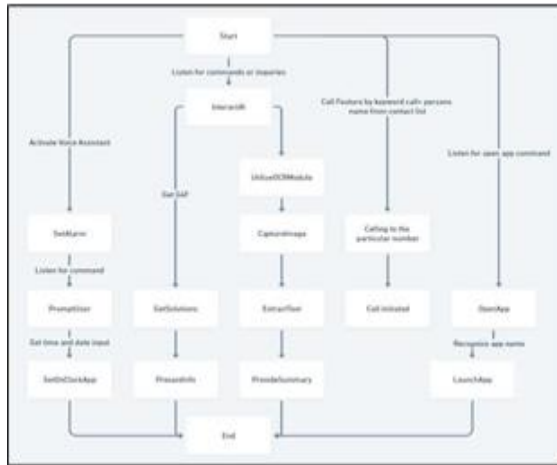 Start
Listen for commands or inquiries
InteractAI
Call Feature by keyword call+ persons
name from contact list
Activate Voice Assistant
Listen for open app command
UtilizeOCRModule
Get
SetAlarm
CaptureImage
Calling to the
particular number
Listen for command
PromptUser
GetSolutions
ExtractText
Call initiated
OpenApp
Get time and date input
Recognize app name
SetOnClockApp
PresentInfo
ProvideSummary
LaunchApp
End